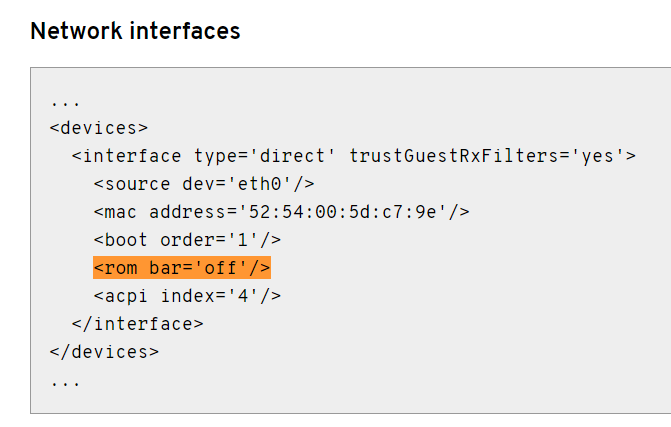 Network interfaces
...
<devices>
  <interface type='direct' trustGuestRxFilters='yes'>
    <source dev='eth0'/>
    <mac address='52:54:00:5d:c7:9e'/>
    <boot order='1'/>
    <rom bar='off'/>
    <acpi index='4'/>
  </interface>
</devices>
...